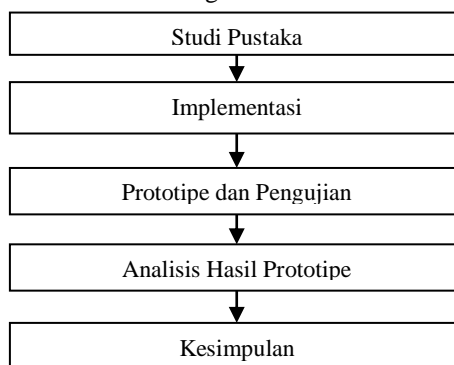 Studi Pustaka
Implementasi
Prototipe dan Pengujian
Analisis Hasil Prototipe
Kesimpulan